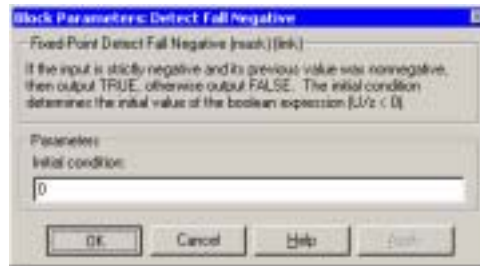 Block Parameters: Detect Fall Negative
Fixed-Point Detect Fall Negative (mask) (link)
If the input is strictly negative and its previous value was nonnegative,
then output TRUE, otherwise output FALSE. The initial condition
determines the initial value of the boolean expression (U/z < 0)
Parameters
Initial condition:
0
OK Cancel Help Apply